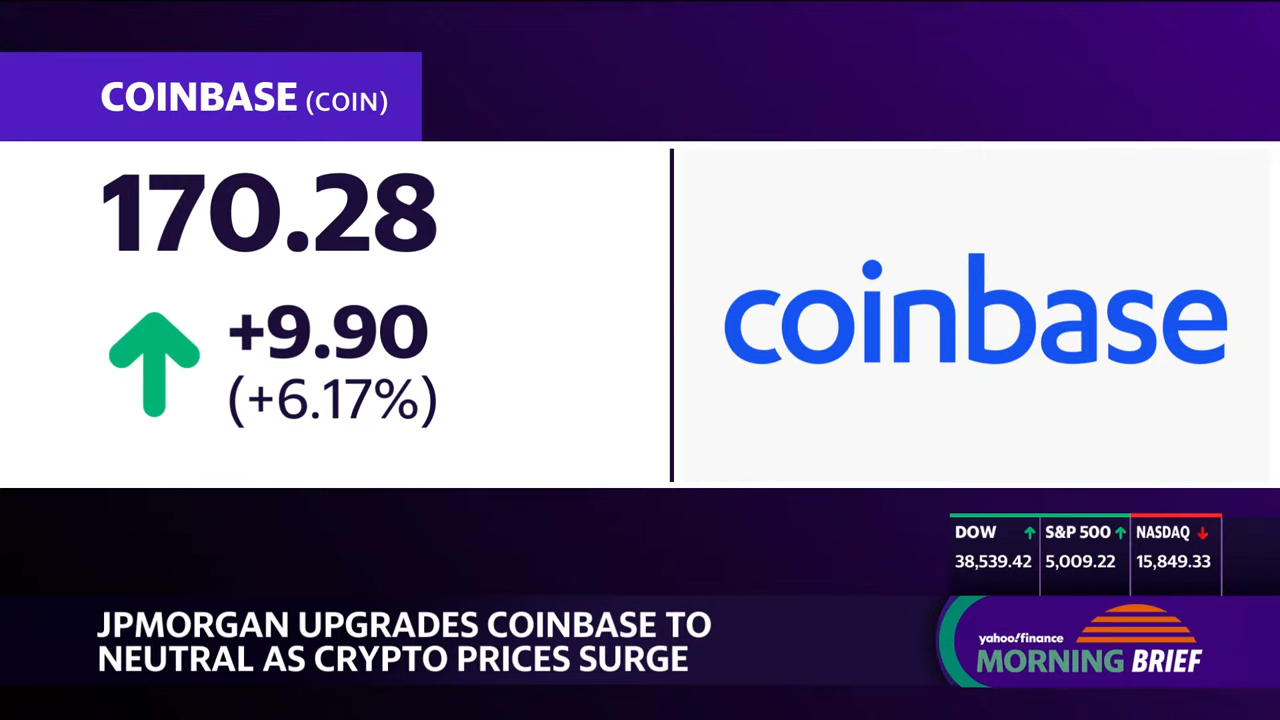 COINBASE (COIN)
170.28
+9.90
(+6.17%)
coinbase
DOW
38,539.42
S&P 500
5,009.22
NASDAQ
15,849.33
JPMORGAN UPGRADES COINBASE TO
NEUTRAL AS CRYPTO PRICES SURGE
yahoo!finance
MORNING BRIEF